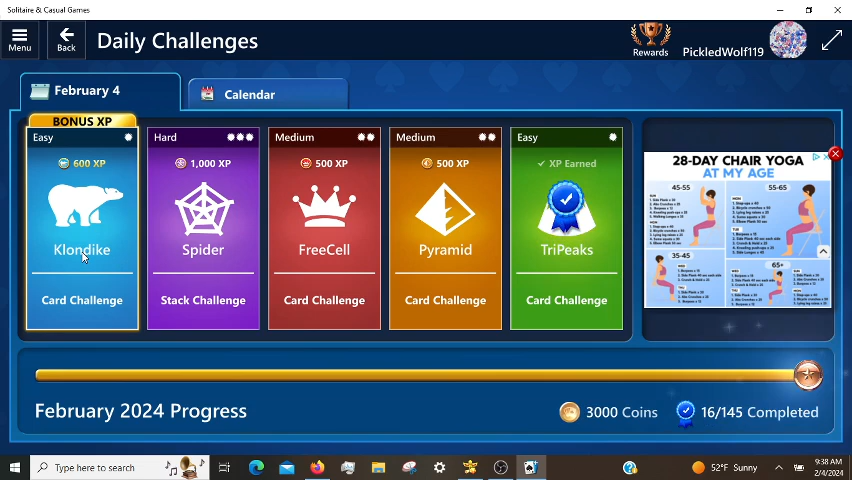 Solitaire & Casual Games
Menu
Back
Daily Challenges
Rewards
PickledWolf119
February 4
Calendar
BONUS XP
Easy
600 XP
Klondike
Card Challenge
Hard
1,000 XP
Spider
Stack Challenge
Medium
500 XP
FreeCell
Card Challenge
Medium
500 XP
Pyramid
Card Challenge
Easy
XP Earned
TriPeaks
Card Challenge
28-DAY CHAIR YOGA
AT MY AGE
45-55
55-65
35-45
65+
February 2024 Progress
3000 Coins
16/145 Completed
Type here to search
52°F Sunny
9:38 AM
2/4/2024